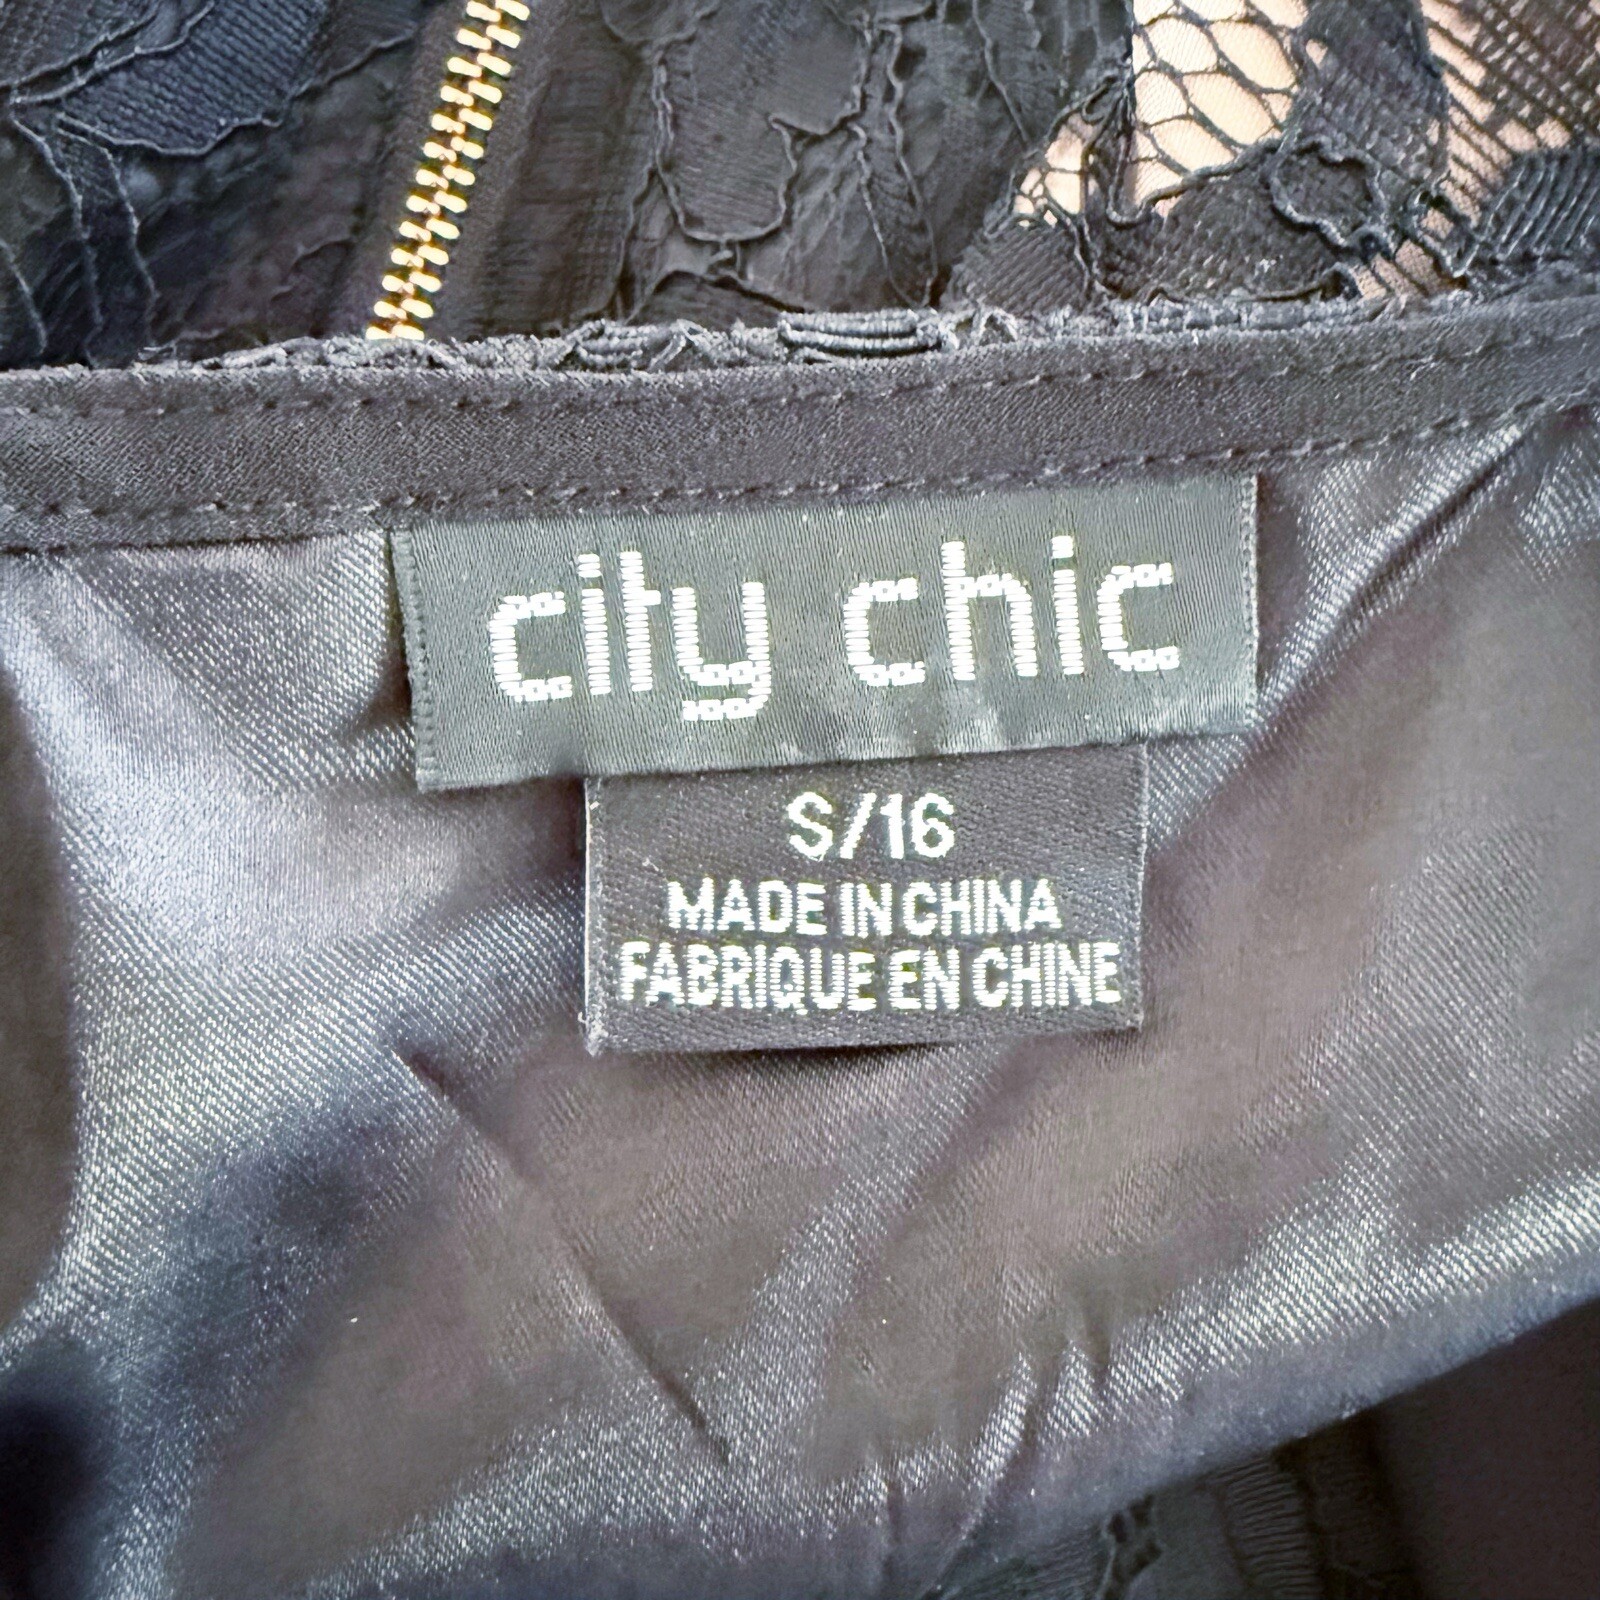 city chic
S/16
MADE IN CHINA
FABRIQUE EN CHINE